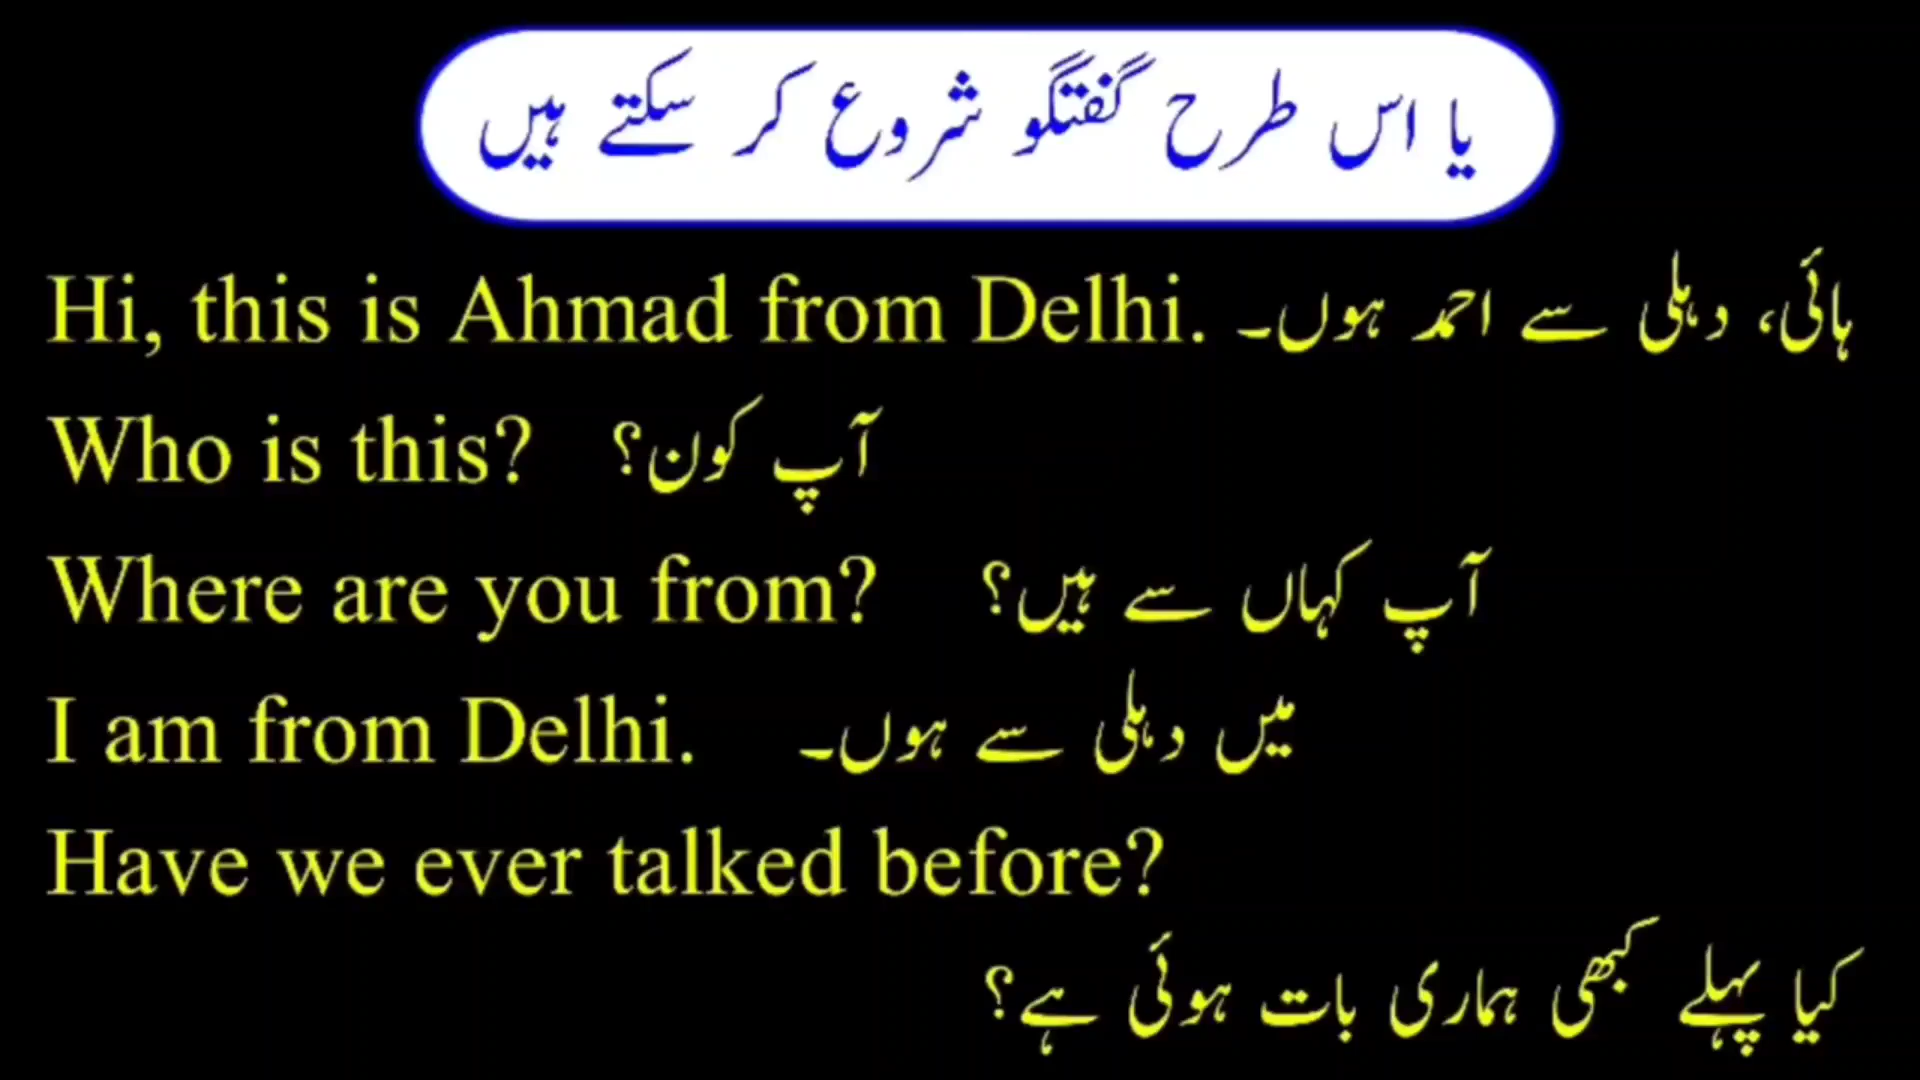 یا اس طرح گفتگو شروع کر سکتے ہیں
Hi, this is Ahmad from Delhi. ہائی، دہلی سے احمد ہوں۔
Who is this? آپ کون؟
Where are you from? آپ کہاں سے ہیں؟
I am from Delhi. میں دہلی سے ہوں۔
Have we ever talked before?
کیا پہلے کبھی ہماری بات ہوئی ہے؟